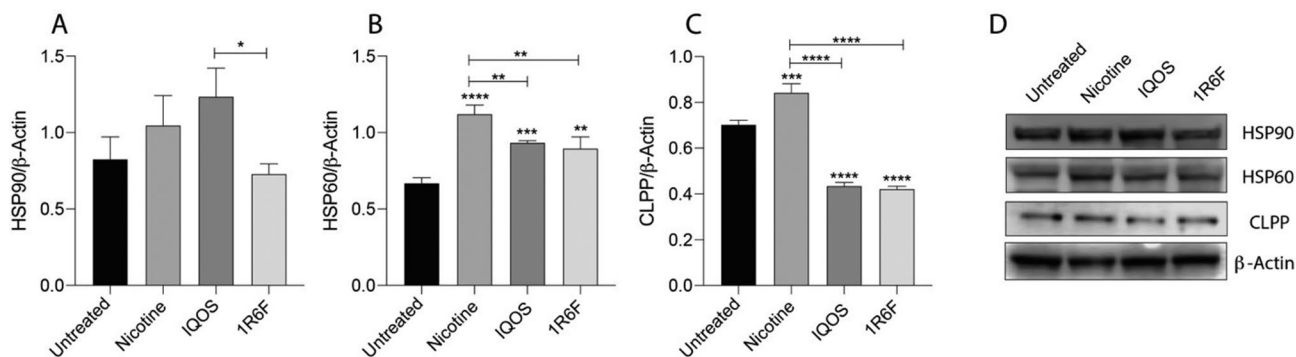 A
HSP90/β-Actin
1.5
1.0
0.5
0.0
*
Untreated
Nicotine
IQOS
1R6F
B
HSP60/β-Actin
1.5
1.0
0.5
0.0
**
**
****
***
**
Untreated
Nicotine
IQOS
1R6F
C
CLPP/β-Actin
1.0
0.8
0.6
0.4
0.2
0.0
****
****
***
****
****
Untreated
Nicotine
IQOS
1R6F
D
Untreated
Nicotine
IQOS
1R6F
HSP90
HSP60
CLPP
β-Actin